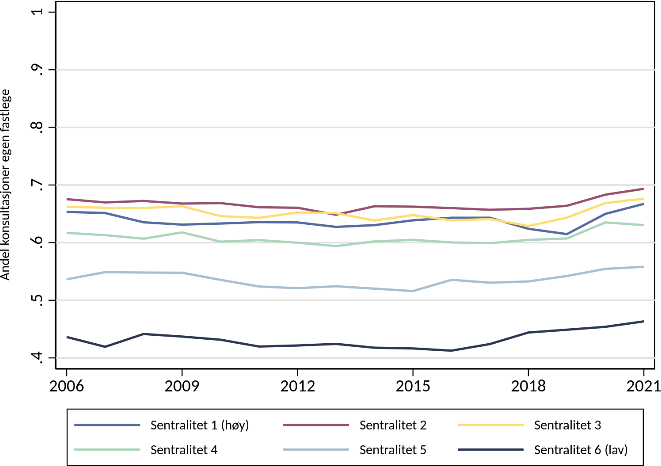 Andel konsultasjoner egen fastlege
1
.9
.8
.7
.6
.5
.4
2006 2009 2012 2015 2018 2021
Sentralitet 1 (høy) Sentralitet 2 Sentralitet 3
Sentralitet 4 Sentralitet 5 Sentralitet 6 (lav)